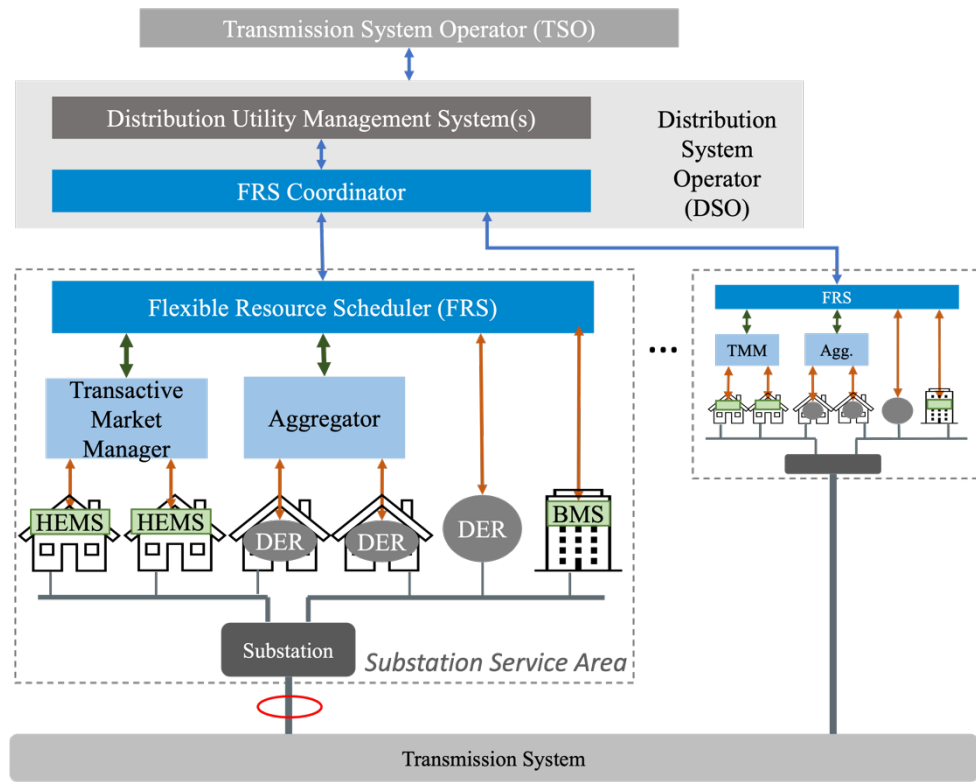 Transmission System Operator (TSO)
Distribution Utility Management System(s)
FRS Coordinator
Distribution
System
Operator
(DSO)
Flexible Resource Scheduler (FRS)
Transactive
Market
Manager
Aggregator
HEMS
HEMS
DER
DER
DER
BMS
Substation
Substation Service Area
...
FRS
TMM
Agg.
Transmission System